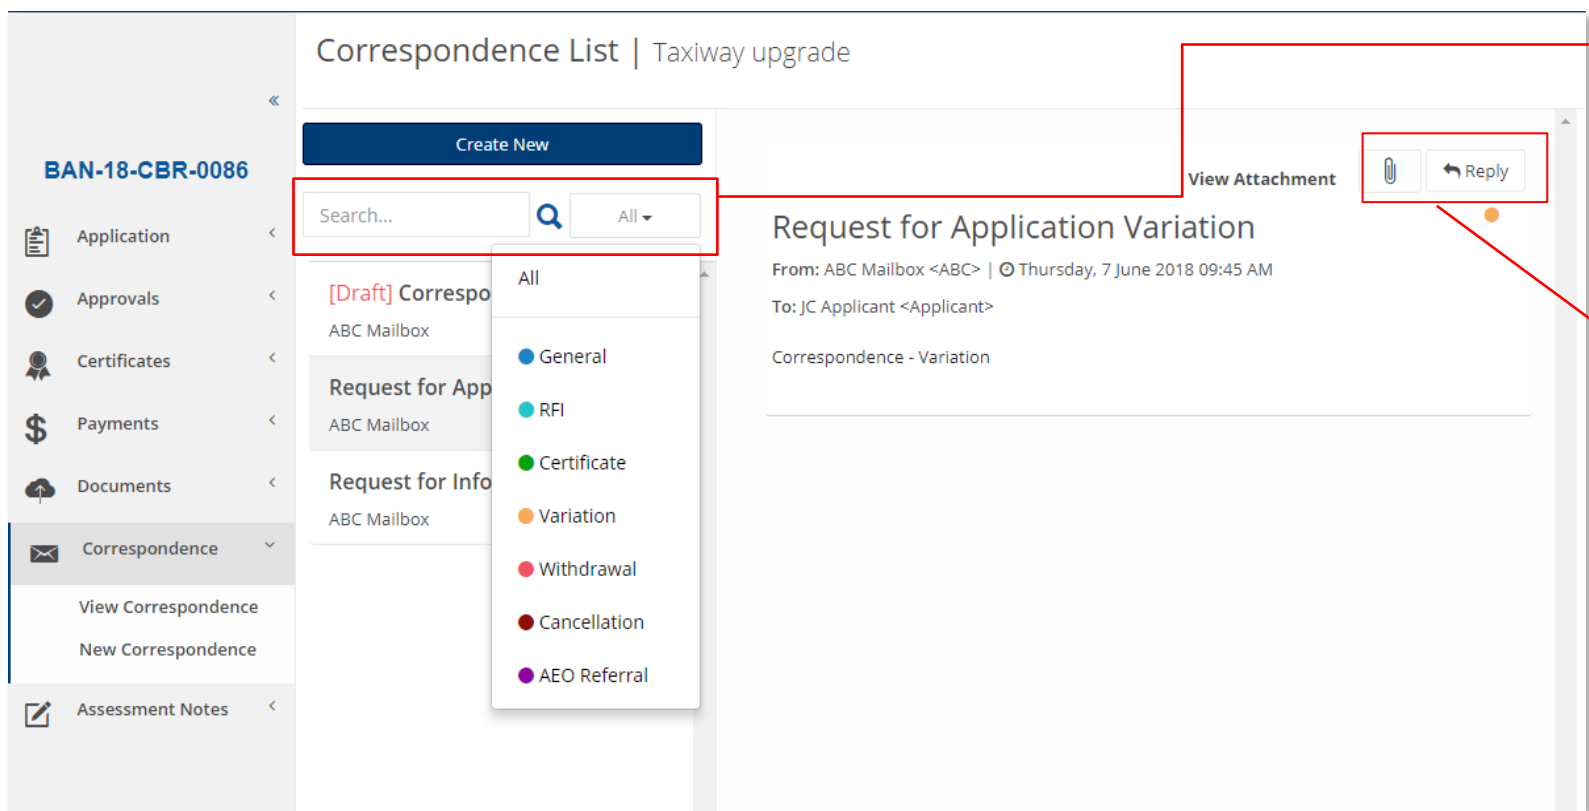 Correspondence List | Taxiway upgrade
«
BAN-18-CBR-0086
Application
Approvals
Certificates
Payments
Documents
Correspondence
View Correspondence
New Correspondence
Assessment Notes
Create New
Search...
All
All
General
RFI
Certificate
Variation
Withdrawal
Cancellation
AEO Referral
[Draft] Correspo
ABC Mailbox
Request for App
ABC Mailbox
Request for Info
ABC Mailbox
View Attachment
Reply
Request for Application Variation
From: ABC Mailbox <ABC> | Thursday, 7 June 2018 09:45 AM
To: JC Applicant <Applicant>
Correspondence - Variation